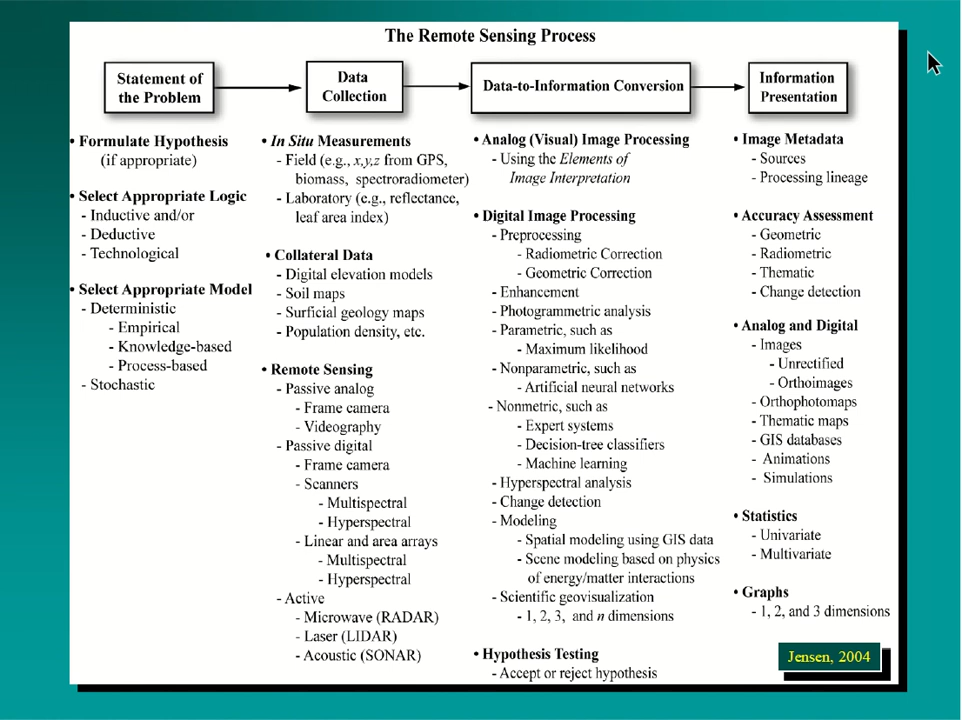 The Remote Sensing Process
Statement of
the Problem
Data
Collection
Data-to-Information Conversion
Information
Presentation
• Formulate Hypothesis
(if appropriate)
• Select Appropriate Logic
- Inductive and/or
- Deductive
- Technological
• Select Appropriate Model
- Deterministic
- Empirical
- Knowledge-based
- Process-based
- Stochastic
• In Situ Measurements
- Field (e.g., x,y,z from GPS,
biomass, spectroradiometer)
- Laboratory (e.g., reflectance,
leaf area index)
• Collateral Data
- Digital elevation models
- Soil maps
- Surficial geology maps
- Population density, etc.
• Remote Sensing
- Passive analog
- Frame camera
- Videography
- Passive digital
- Frame camera
- Scanners
- Multispectral
- Hyperspectral
- Linear and area arrays
- Multispectral
- Hyperspectral
- Active
- Microwave (RADAR)
- Laser (LIDAR)
- Acoustic (SONAR)
• Analog (Visual) Image Processing
- Using the Elements of
Image Interpretation
• Digital Image Processing
- Preprocessing
- Radiometric Correction
- Geometric Correction
- Enhancement
- Photogrammetric analysis
- Parametric, such as
- Maximum likelihood
- Nonparametric, such as
- Artificial neural networks
- Nonmetric, such as
- Expert systems
- Decision-tree classifiers
- Machine learning
- Hyperspectral analysis
- Change detection
- Modeling
- Spatial modeling using GIS data
- Scene modeling based on physics
of energy/matter interactions
- Scientific geovisualization
- 1, 2, 3, and n dimensions
• Hypothesis Testing
- Accept or reject hypothesis
• Image Metadata
- Sources
- Processing lineage
• Accuracy Assessment
- Geometric
- Radiometric
- Thematic
- Change detection
• Analog and Digital
- Images
- Unrectified
- Orthoimages
- Orthophotomaps
- Thematic maps
- GIS databases
- Animations
- Simulations
• Statistics
- Univariate
- Multivariate
• Graphs
- 1, 2, and 3 dimensions
Jensen, 2004